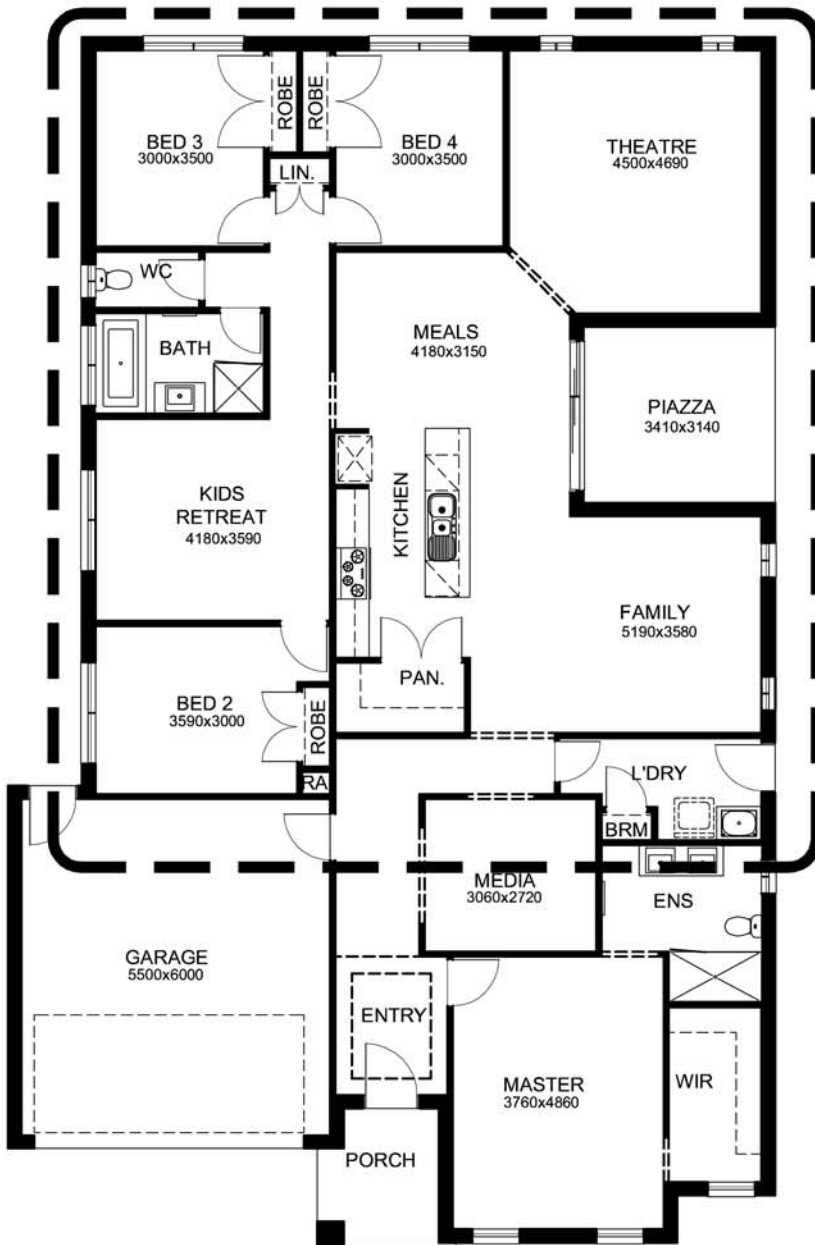 BED 3
3000x3500
ROBE
ROBE
BED 4
3000x3500
THEATRE
4500x4690
LIN.
WC
BATH
MEALS
4180x3150
PIAZZA
3410x3140
KIDS
RETREAT
4180x3590
KITCHEN
FAMILY
5190x3580
BED 2
3590x3000
ROBE
PAN.
RA
L'DRY
BRM
MEDIA
3060x2720
ENS
GARAGE
5500x6000
ENTRY
MASTER
3760x4860
WIR
PORCH